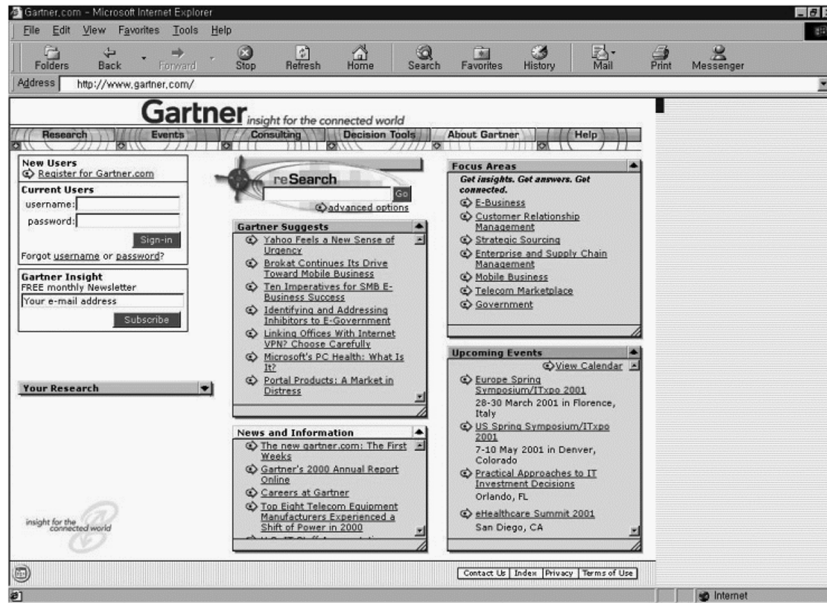 Gartner.com - Microsoft Internet Explorer
File Edit View Favorites Tools Help
Folders Back Forward Stop Refresh Home Search Favorites History Mail Print Messenger
Address http://www.gartner.com/
Gartner insight for the connected world
Research Events Consulting Decision Tools About Gartner Help
New Users
Register for Gartner.com
Current Users
username:
password:
Sign-in
Forgot username or password?
Gartner Insight
FREE monthly Newsletter
Your e-mail address
Subscribe
Your Research
insight for the
connected world
reSearch
Go
advanced options
Gartner Suggests
Yahoo Feels a New Sense of
Urgency
Brokat Continues Its Drive
Toward Mobile Business
Ten Imperatives for SMB E-
Business Success
Identifying and Addressing
Inhibitors to E-Government
Linking Offices With Internet
VPN? Choose Carefully
Microsoft's PC Health: What Is
It?
Portal Products: A Market in
Distress
News and Information
The new gartner.com: The First
Weeks
Gartner's 2000 Annual Report
Online
Careers at Gartner
Top Eight Telecom Equipment
Manufacturers Experienced a
Shift of Power in 2000
Focus Areas
Get insights. Get answers. Get
connected.
E-Business
Customer Relationship
Management
Strategic Sourcing
Enterprise and Supply Chain
Management
Mobile Business
Telecom Marketplace
Government
Upcoming Events
View Calendar
Europe Spring
Symposium/ITxpo 2001
28-30 March 2001 in Florence,
Italy
US Spring Symposium/ITxpo
2001
7-10 May 2001 in Denver,
Colorado
Practical Approaches to IT
Investment Decisions
Orlando, FL
eHealthcare Summit 2001
San Diego, CA
Contact Us Index Privacy Terms of Use
Internet